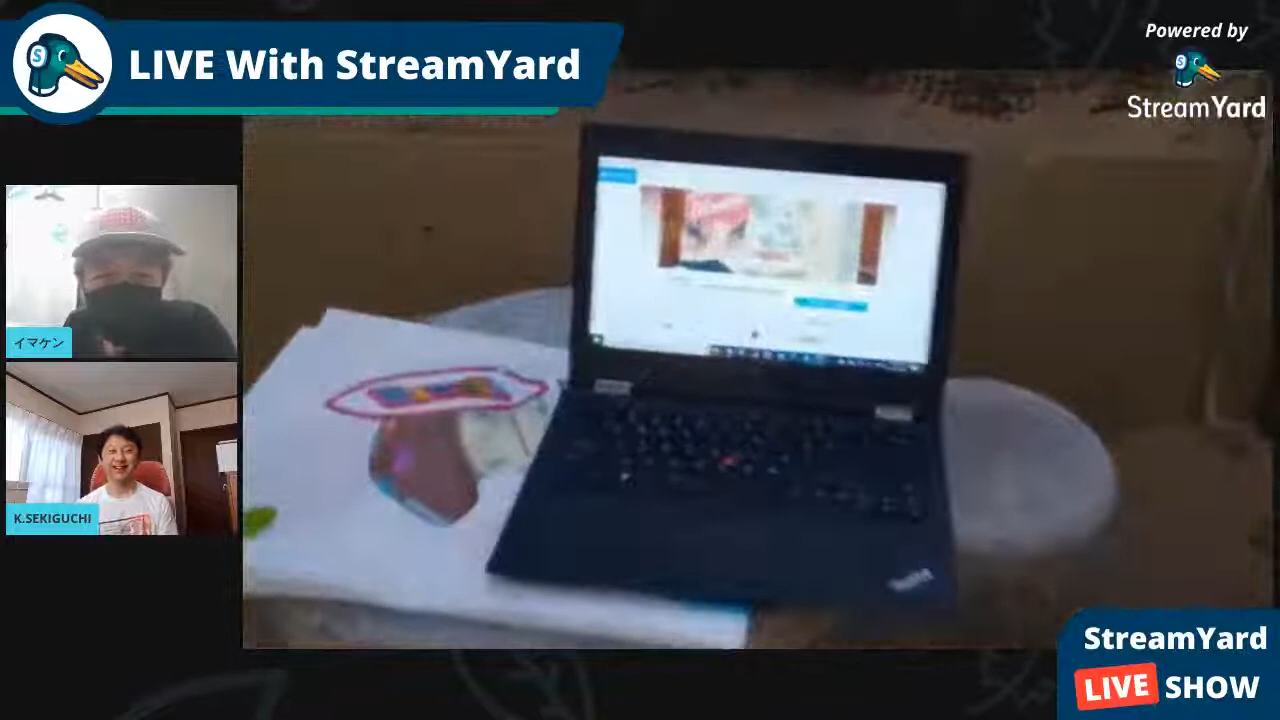 LIVE With StreamYard
Powered by
StreamYard
イマケン
K.SEKIGUCHI
StreamYard
LIVE SHOW